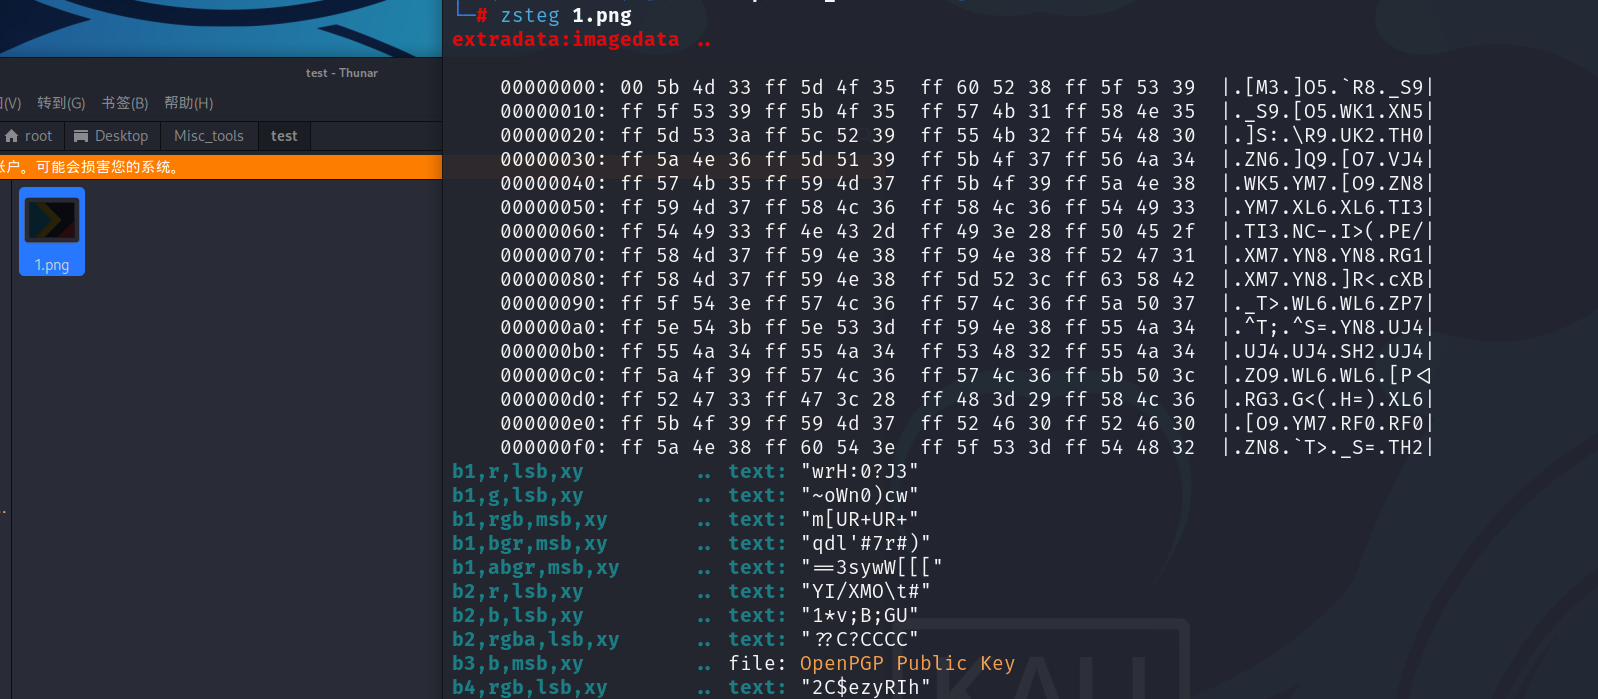 └─# zsteg 1.png
extradata:imagedata ..
00000000: 00 5b 4d 33 ff 5d 4f 35 ff 60 52 38 ff 5f 53 39 |.[M3.]O5.`R8._S9|
00000010: ff 5f 53 39 ff 5b 4f 35 ff 57 4b 31 ff 58 4e 35 |._S9.[O5.WK1.XN5|
00000020: ff 5d 53 3a ff 5c 52 39 ff 55 4b 32 ff 54 48 30 |.]S:.\R9.UK2.TH0|
00000030: ff 5a 4e 36 ff 5d 51 39 ff 5b 4f 37 ff 56 4a 34 |.ZN6.]Q9.[O7.VJ4|
00000040: ff 57 4b 35 ff 59 4d 37 ff 5b 4f 39 ff 5a 4e 38 |.WK5.YM7.[O9.ZN8|
00000050: ff 59 4d 37 ff 58 4c 36 ff 58 4c 36 ff 54 49 33 |.YM7.XL6.XL6.TI3|
00000060: ff 54 49 33 ff 4e 43 2d ff 49 3e 28 ff 50 45 2f |.TI3.NC-.I>(.PE/|
00000070: ff 58 4d 37 ff 59 4e 38 ff 59 4e 38 ff 52 47 31 |.XM7.YN8.YN8.RG1|
00000080: ff 58 4d 37 ff 59 4e 38 ff 5d 52 3c ff 63 58 42 |.XM7.YN8.]R<.cXB|
00000090: ff 5f 54 3e ff 57 4c 36 ff 57 4c 36 ff 5a 50 37 |._T>.WL6.WL6.ZP7|
000000a0: ff 5e 54 3b ff 5e 53 3d ff 59 4e 38 ff 55 4a 34 |.^T;.^S=.YN8.UJ4|
000000b0: ff 55 4a 34 ff 55 4a 34 ff 53 48 32 ff 55 4a 34 |.UJ4.UJ4.SH2.UJ4|
000000c0: ff 5a 4f 39 ff 57 4c 36 ff 57 4c 36 ff 5b 50 3c |.ZO9.WL6.WL6.[P<|
000000d0: ff 52 47 33 ff 47 3c 28 ff 48 3d 29 ff 58 4c 36 |.RG3.G<(.H=).XL6|
000000e0: ff 5b 4f 39 ff 59 4d 37 ff 52 46 30 ff 52 46 30 |.[O9.YM7.RF0.RF0|
000000f0: ff 5a 4e 38 ff 60 54 3e ff 5f 53 3d ff 54 48 32 |.ZN8.`T>._S=.TH2|
b1,r,lsb,xy .. text: "wrH:0?J3"
b1,g,lsb,xy .. text: "~oWn0)cw"
b1,rgb,msb,xy .. text: "m[UR+UR+"
b1,bgr,msb,xy .. text: "qdl'#7r#)"
b1,abgr,msb,xy .. text: "==3sywW[[["
b2,r,lsb,xy .. text: "YI/XMO\t#"
b2,b,lsb,xy .. text: "1*v;B;GU"
b2,rgba,lsb,xy .. text: "??C?CCCC"
b3,b,msb,xy .. file: OpenPGP Public Key
b4,rgb,lsb,xy .. text: "2C$ezyRIh"
test - Thunar
(V) 转到(G) 书签(B) 帮助(H)
root Desktop Misc_tools test
账户。可能会损害您的系统。
1.png
KALI